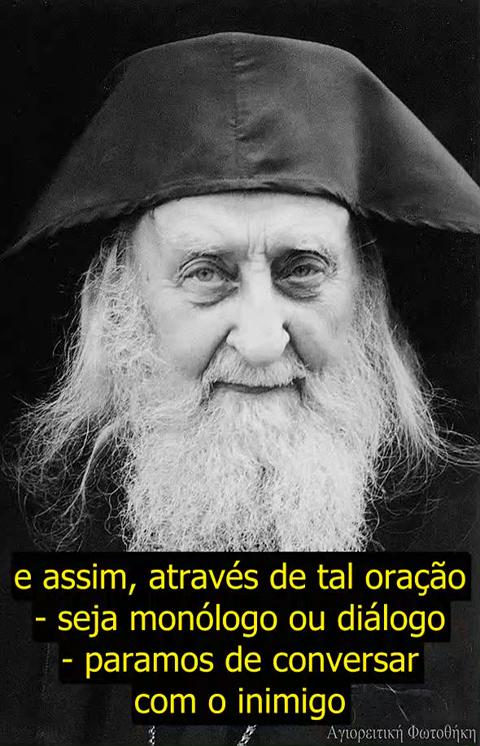 e assim, através de tal oração
- seja monólogo ou diálogo
- paramos de conversar
com o inimigo
Αγιορειτική Φωτοθήκη